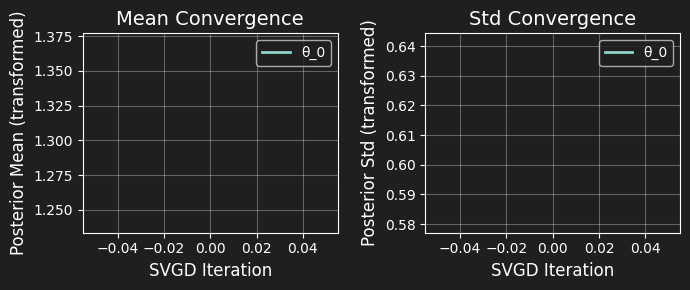 Mean Convergence
Posterior Mean (transformed)
1.375
1.350
1.325
1.300
1.275
1.250
θ_0
−0.04 −0.02 0.00 0.02 0.04
SVGD Iteration
Std Convergence
Posterior Std (transformed)
0.64
0.63
0.62
0.61
0.60
0.59
0.58
θ_0
−0.04 −0.02 0.00 0.02 0.04
SVGD Iteration